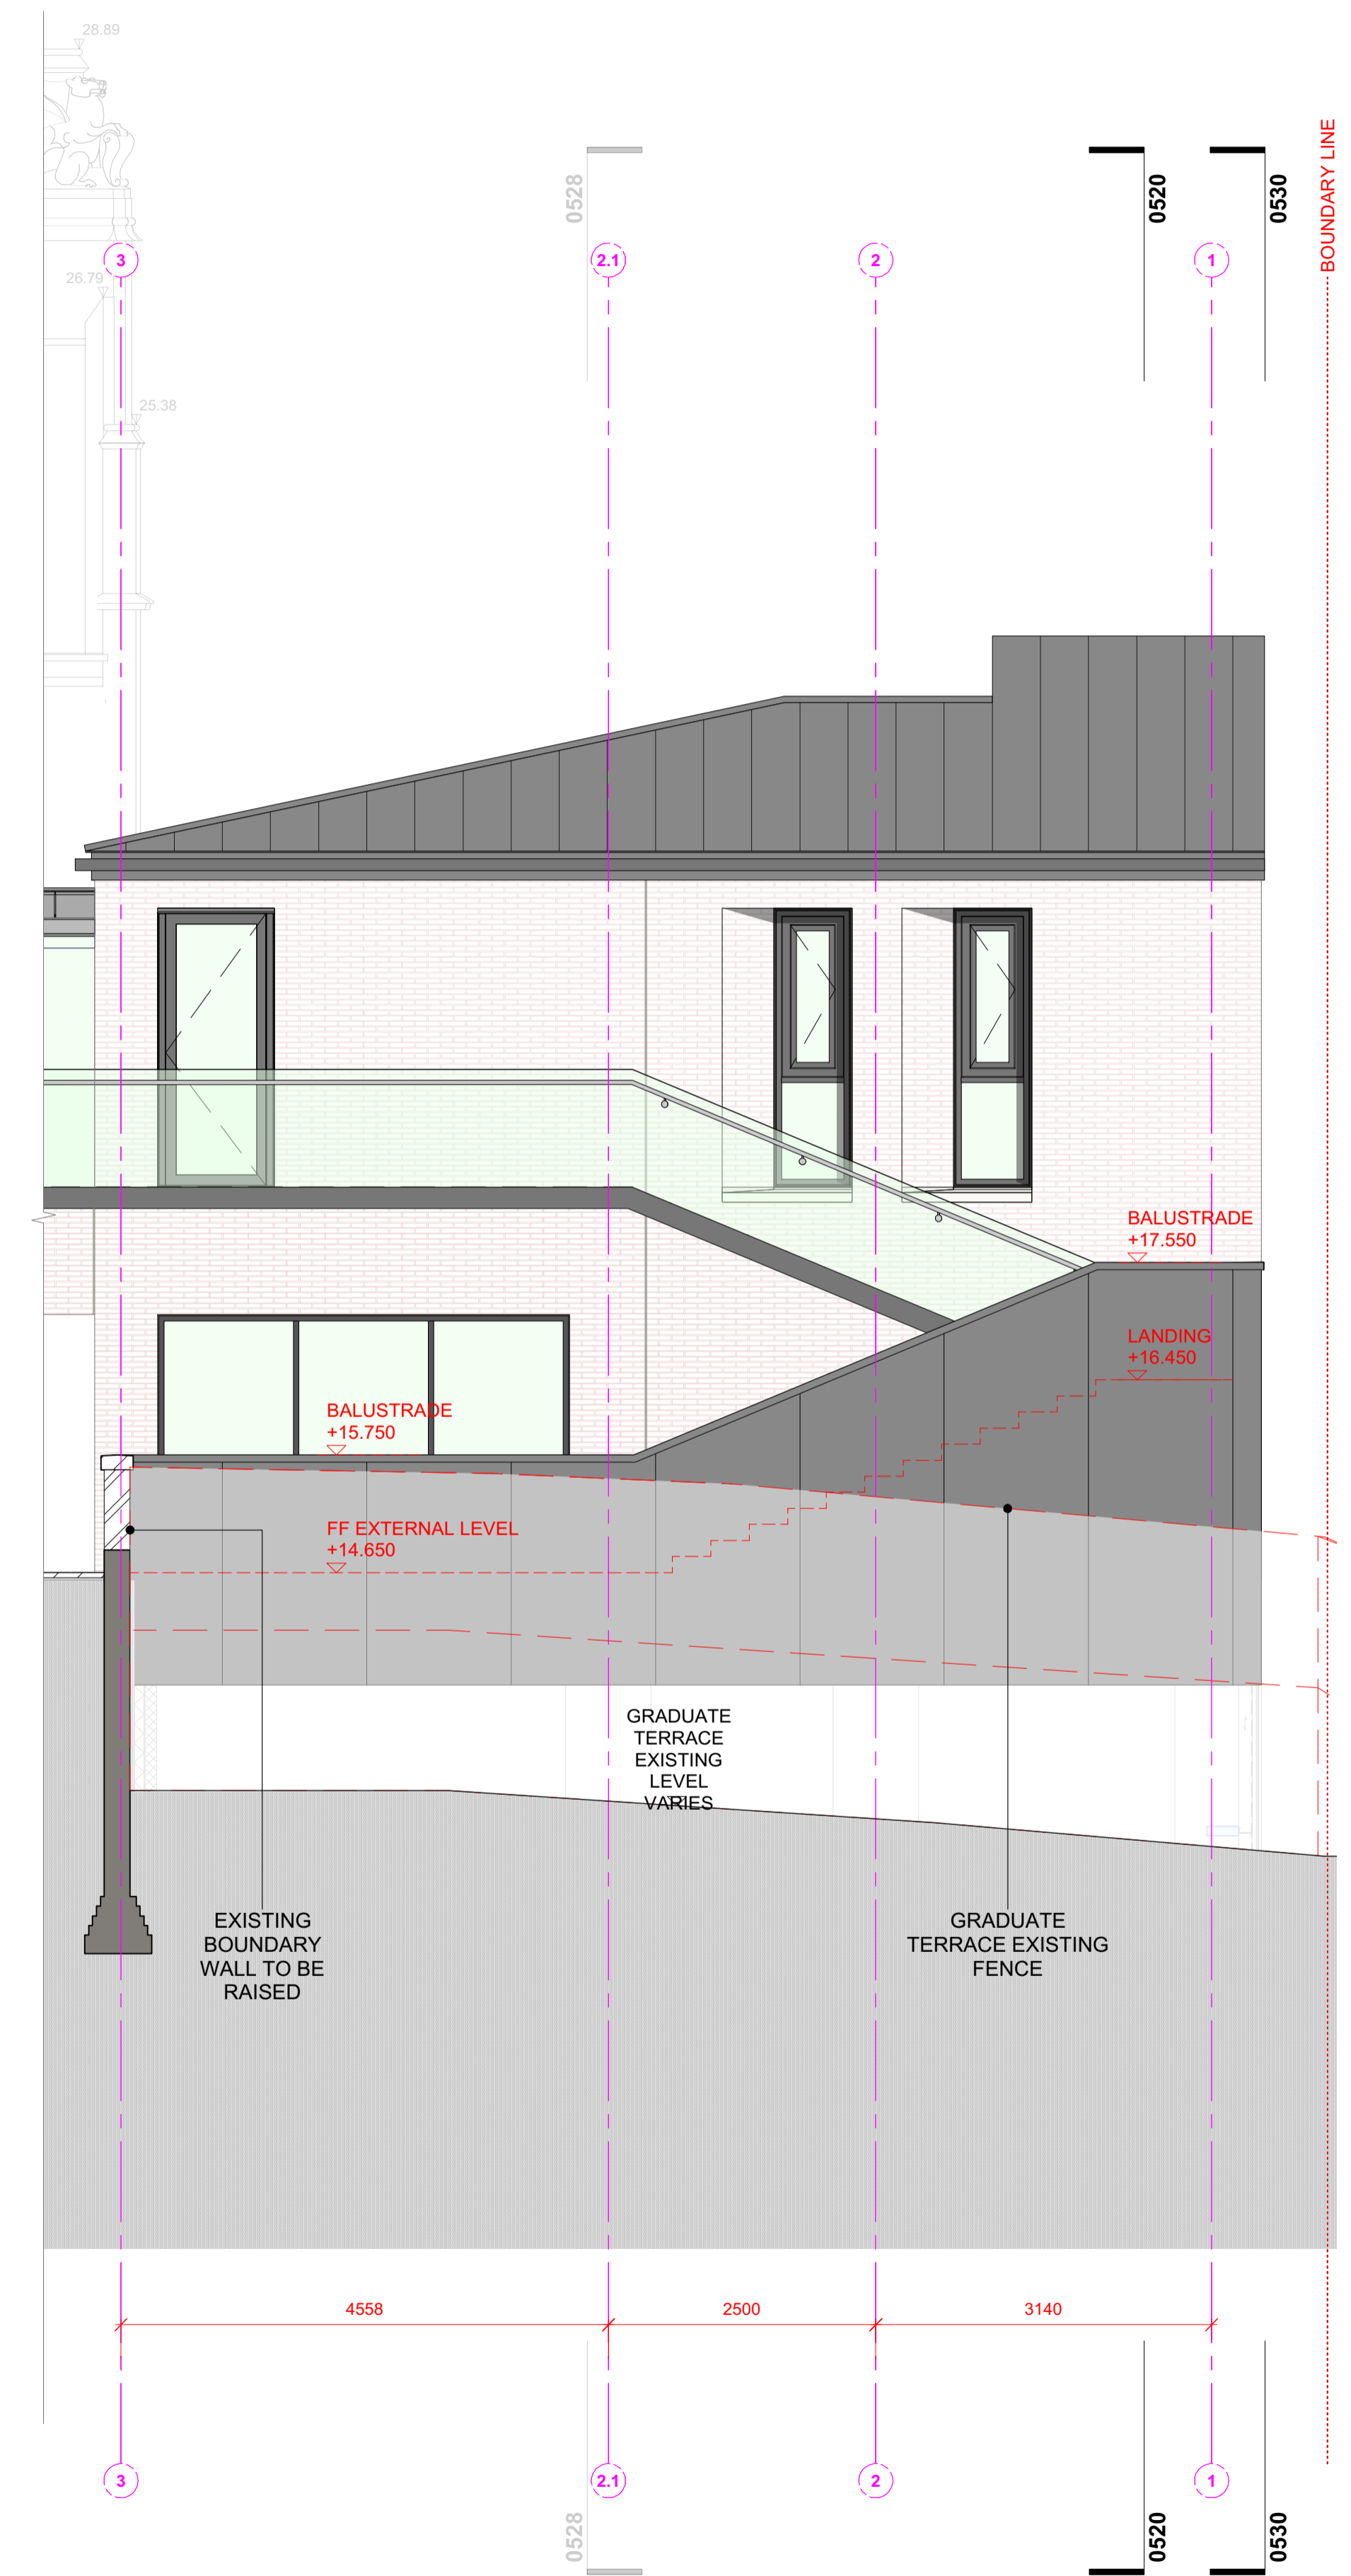 28.89
BOUNDARY LINE
0528
0520
0530
3
2.1
2
1
26.79
25.38
BALUSTRADE
+17.550
LANDING
+16.450
BALUSTRADE
+15.750
FF EXTERNAL LEVEL
+14.650
GRADUATE
TERRACE
EXISTING
LEVEL
VARIES
EXISTING
BOUNDARY
WALL TO BE
RAISED
GRADUATE
TERRACE EXISTING
FENCE
4558
2500
3140
3
2.1
2
1
0528
0520
0530